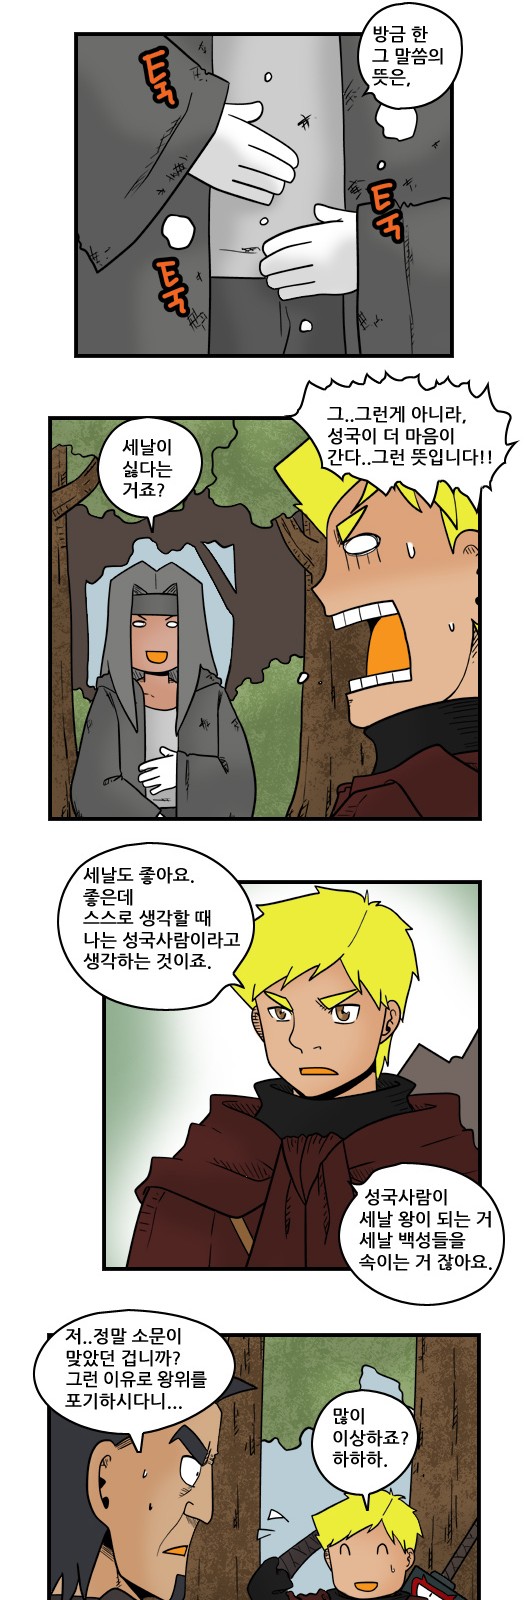 방금 한
그 말씀의
뜻은,
툭
툭
툭
그..그런게 아니라,
성국이 더 마음이
간다..그런 뜻입니다!!
세날이
싫다는
거죠?
세날도 좋아요.
좋은데
스스로 생각할 때
나는 성국사람이라고
생각하는 것이죠.
성국사람이
세날 왕이 되는 거
세날 백성들을
속이는 거 잖아요.
저..정말 소문이
맞았던 겁니까?
그런 이유로 왕위를
포기하시다니...
많이
이상하죠?
하하하.